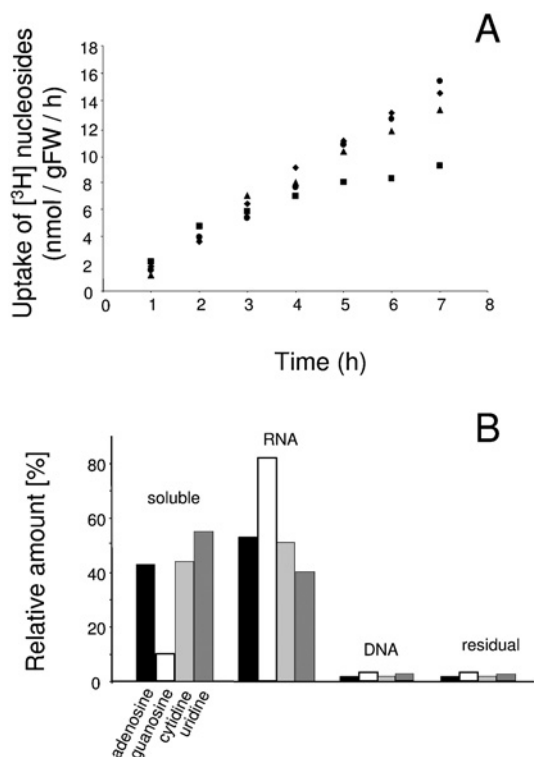 A
Uptake of [³H] nucleosides
(nmol / gFW / h)
18
16
14
12
10
8
6
4
2
0
0 1 2 3 4 5 6 7 8
Time (h)
B
Relative amount [%]
80
60
40
20
0
soluble
RNA
DNA
residual
adenosine
guanosine
cytidine
uridine